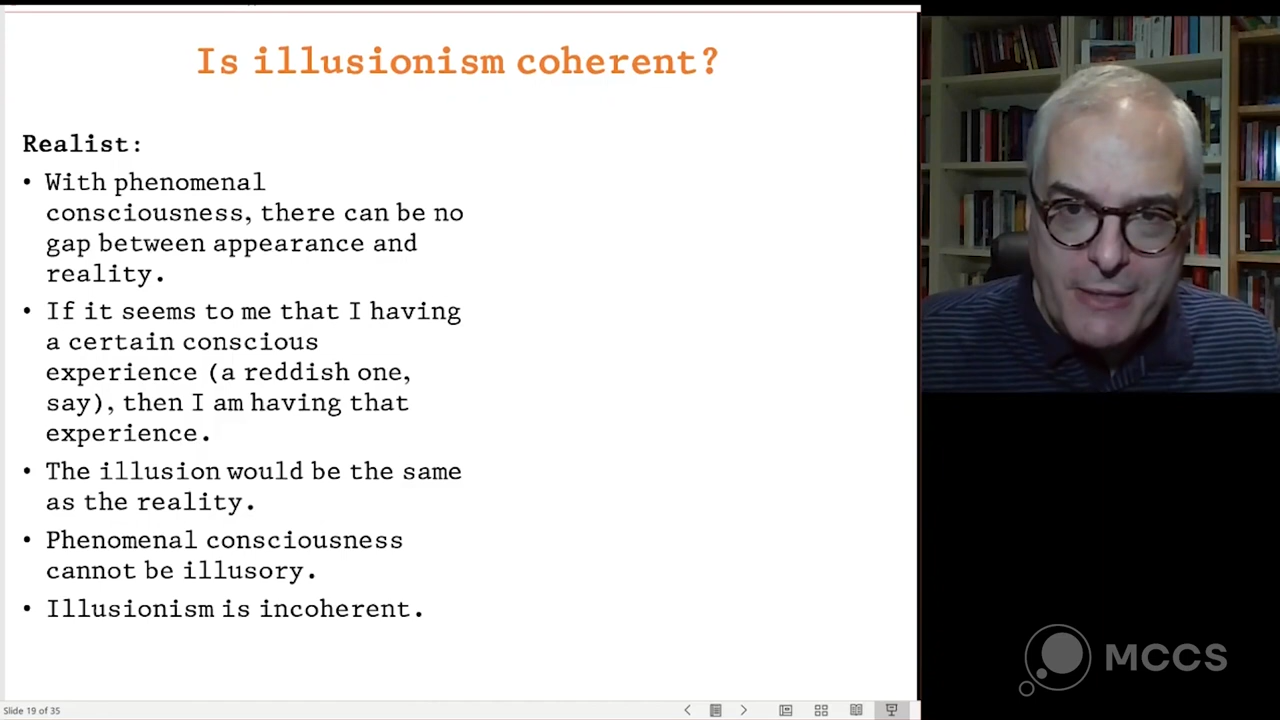 Is illusionism coherent?
Realist:
• With phenomenal
consciousness, there can be no
gap between appearance and
reality.
• If it seems to me that I having
a certain conscious
experience (a reddish one,
say), then I am having that
experience.
• The illusion would be the same
as the reality.
• Phenomenal consciousness
cannot be illusory.
• Illusionism is incoherent.
MCCS
Slide 19 of 35